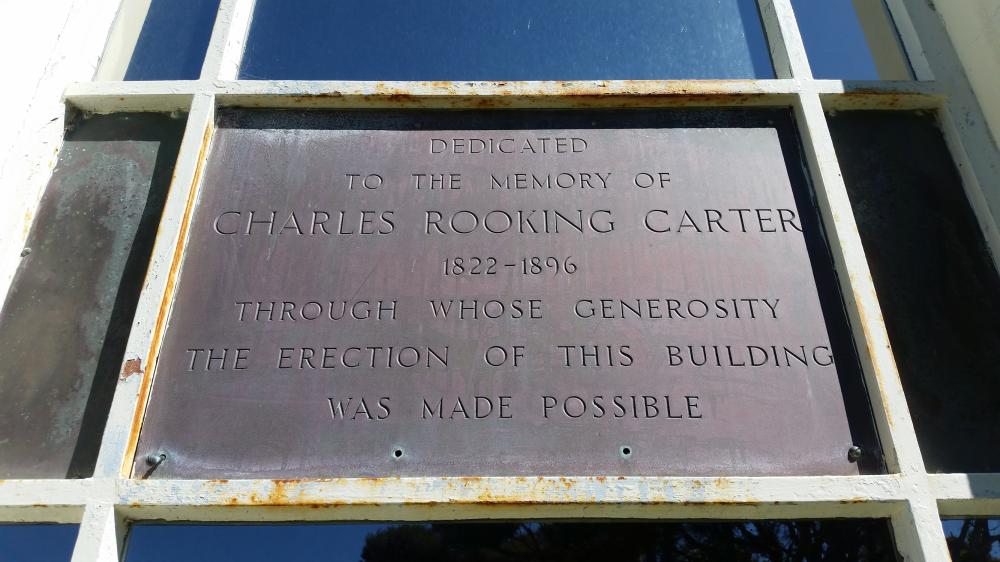 DEDICATED
TO THE MEMORY OF
CHARLES ROOKING CARTER
1822-1896
THROUGH WHOSE GENEROSITY
THE ERECTION OF THIS BUILDING
WAS MADE POSSIBLE